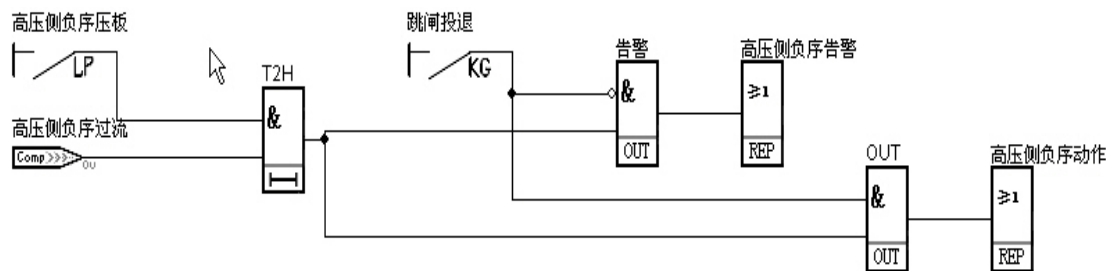 高压侧负序压板
LP
跳闸投退
KG
告警
&
OUT
高压侧负序告警
≥1
REP
T2H
&
高压侧负序过流
Comp>>>
Ou
OUT
&
OUT
高压侧负序动作
≥1
REP